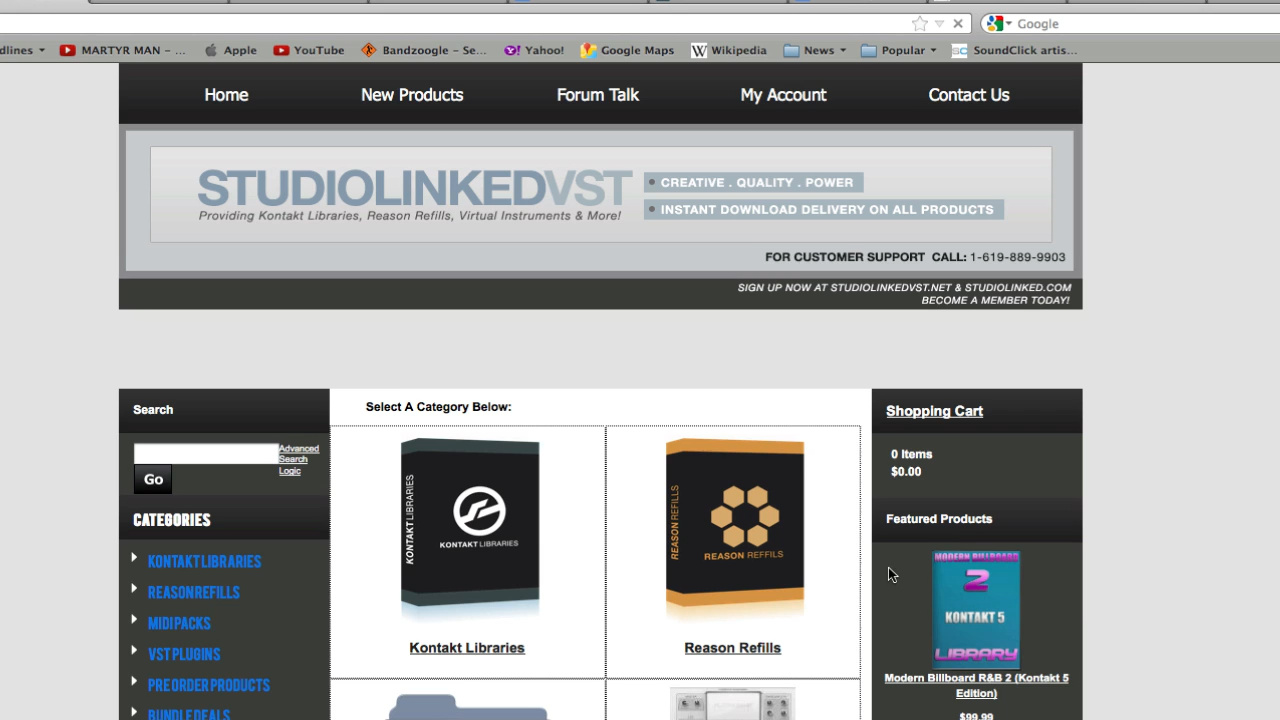 Google
dlines
MARTYR MAN – ...
Apple
YouTube
Bandzoogle – Se...
Yahoo!
Google Maps
Wikipedia
News
Popular
SoundClick artis...
Home
New Products
Forum Talk
My Account
Contact Us
STUDIOLINKEDVST
Providing Kontakt Libraries, Reason Refills, Virtual Instruments & More!
CREATIVE . QUALITY . POWER
INSTANT DOWNLOAD DELIVERY ON ALL PRODUCTS
FOR CUSTOMER SUPPORT CALL: 1-619-889-9903
SIGN UP NOW AT STUDIOLINKEDVST.NET & STUDIOLINKED.COM
BECOME A MEMBER TODAY!
Search
Advanced
Search
Logic
Go
CATEGORIES
KONTAKT LIBRARIES
REASON REFILLS
MIDI PACKS
VST PLUGINS
PRE ORDER PRODUCTS
BUNDLE DEALS
Select A Category Below:
KONTAKT LIBRARIES
KONTAKT LIBRARIES
Kontakt Libraries
REASON REFILLS
REASON REFFILS
Reason Refills
Shopping Cart
0 Items
$0.00
Featured Products
MODERN BILLBOARD
2
KONTAKT 5
LIBRARY
Modern Billboard R&B 2 (Kontakt 5
Edition)
$99.99